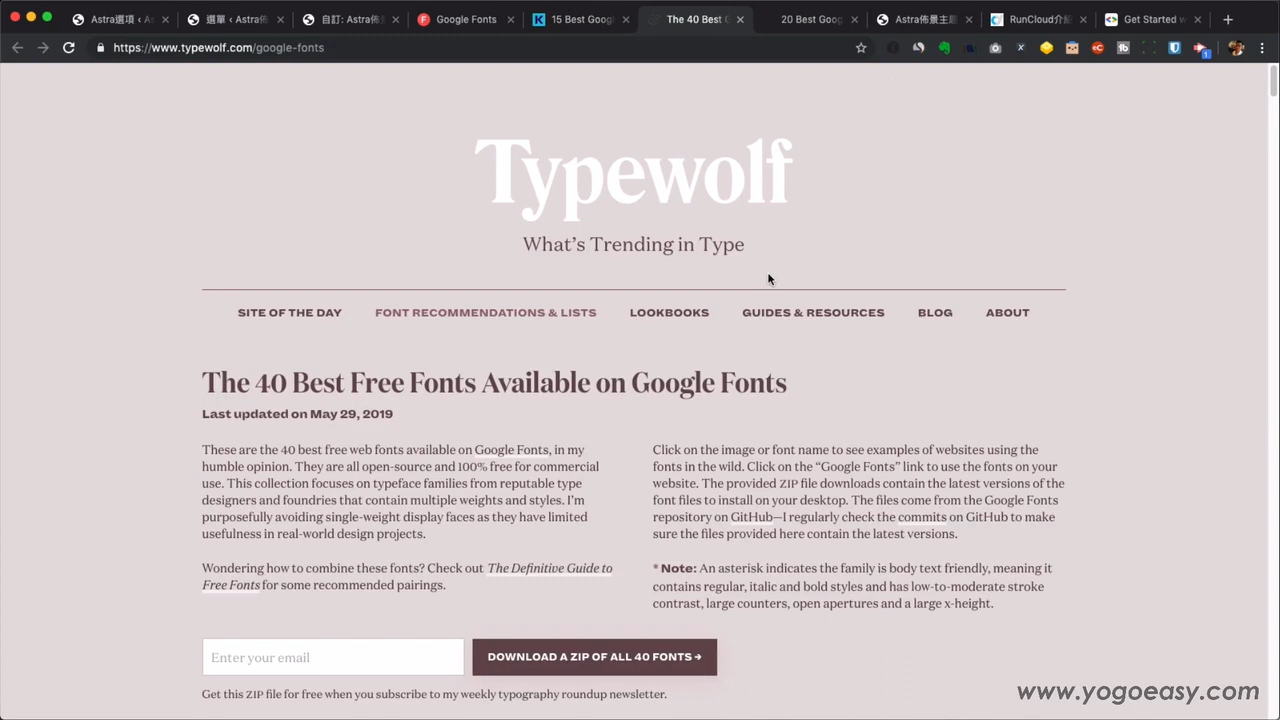 Astra選項 ‹ As
選單 ‹ Astra佈
自訂: Astra佈景
Google Fonts
15 Best Goog
The 40 Best
20 Best Goog
Astra佈景主題
RunCloud介
Get Started w
https://www.typewolf.com/google-fonts
Typewolf
What’s Trending in Type
SITE OF THE DAY
FONT RECOMMENDATIONS & LISTS
LOOKBOOKS
GUIDES & RESOURCES
BLOG
ABOUT
The 40 Best Free Fonts Available on Google Fonts
Last updated on May 29, 2019
These are the 40 best free web fonts available on Google Fonts, in my
humble opinion. They are all open-source and 100% free for commercial
use. This collection focuses on typeface families from reputable type
designers and foundries that contain multiple weights and styles. I’m
purposefully avoiding single-weight display faces as they have limited
usefulness in real-world design projects.
Wondering how to combine these fonts? Check out The Definitive Guide to
Free Fonts for some recommended pairings.
Click on the image or font name to see examples of websites using the
fonts in the wild. Click on the “Google Fonts” link to use the fonts on your
website. The provided ZIP file downloads contain the latest versions of the
font files to install on your desktop. The files come from the Google Fonts
repository on GitHub—I regularly check the commits on GitHub to make
sure the files provided here contain the latest versions.
* Note: An asterisk indicates the family is body text friendly, meaning it
contains regular, italic and bold styles and has low-to-moderate stroke
contrast, large counters, open apertures and a large x-height.
Enter your email
DOWNLOAD A ZIP OF ALL 40 FONTS →
Get this ZIP file for free when you subscribe to my weekly typography roundup newsletter.
www.yogoeasy.com